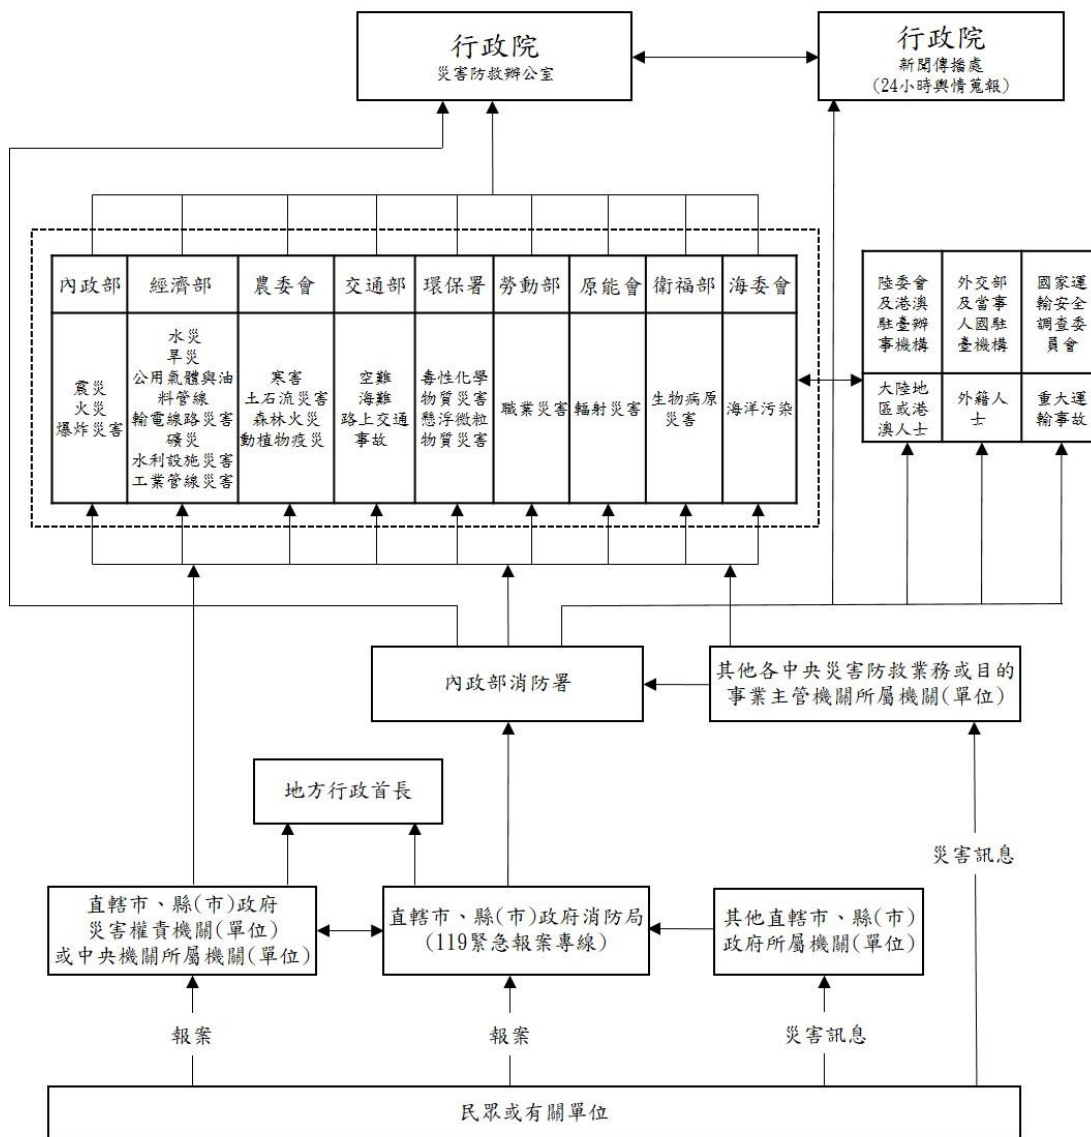 行政院
災害防救辦公室
行政院
新聞傳播處
(24小時輿情蒐報)
內政部
經濟部
農委會
交通部
環保署
勞動部
原能會
衛福部
海委會
震災
火災
爆炸災害
水災
旱災
公用氣體與油
料管線
輸電線路災害
礦災
水利設施災害
工業管線災害
寒害
土石流災害
森林火災
動植物疫災
空難
海難
路上交通
事故
毒性化學
物質災害
懸浮微粒
物質災害
職業災害
輻射災害
生物病原
災害
海洋污染
陸委會
及港澳
駐臺辦
事機構
外交部
及當事
人國駐
臺機構
國家運
輸安全
調查委
員會
大陸地
區或港
澳人士
外籍人
士
重大運
輸事故
內政部消防署
其他各中央災害防救業務或目的
事業主管機關所屬機關(單位)
地方行政首長
災害訊息
直轄市、縣(市)政府
災害權責機關(單位)
或中央機關所屬機關(單位)
直轄市、縣(市)政府消防局
(119緊急報案專線)
其他直轄市、縣(市)
政府所屬機關(單位)
報案
報案
災害訊息
民眾或有關單位